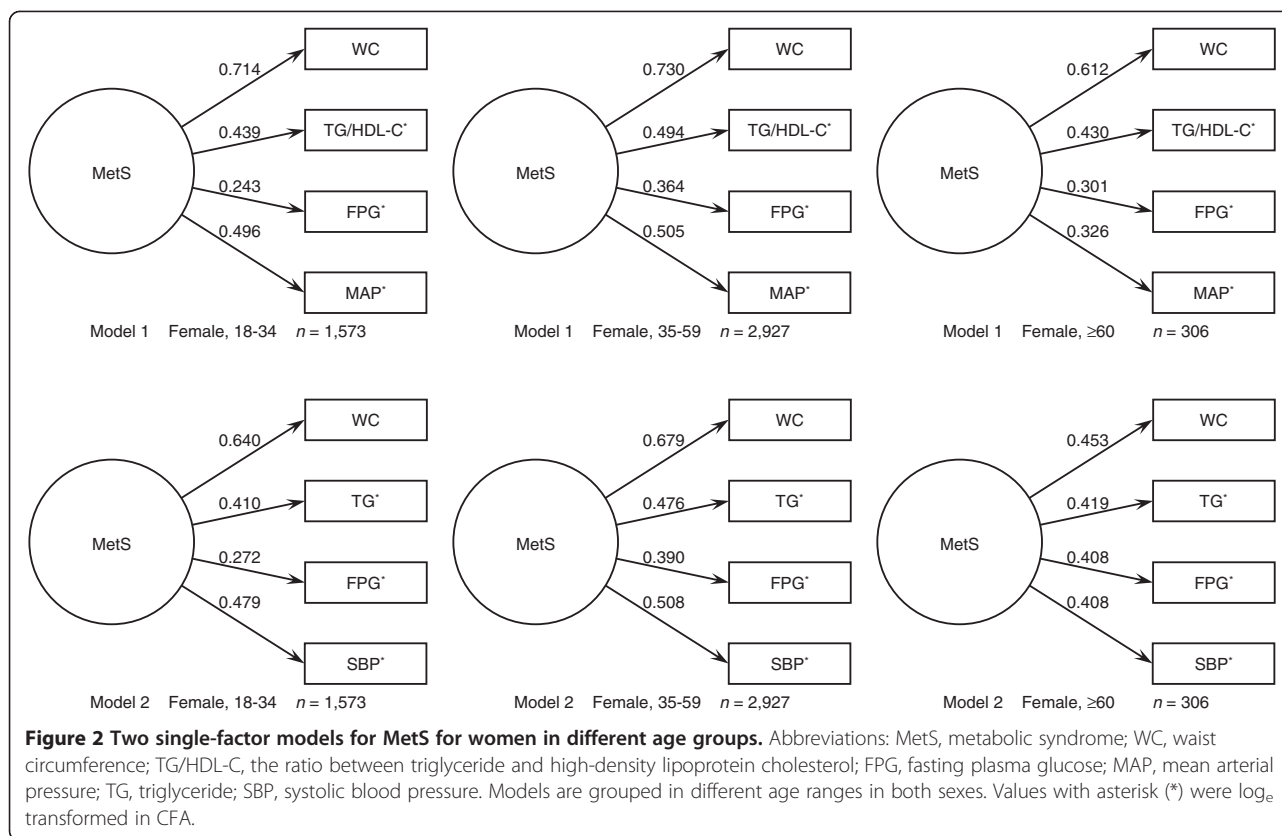 WC
0.714
TG/HDL-C*
0.439
MetS
0.243
FPG*
0.496
MAP*
Model 1 Female, 18-34 n = 1,573
WC
0.730
TG/HDL-C*
0.494
MetS
0.364
FPG*
0.505
MAP*
Model 1 Female, 35-59 n = 2,927
WC
0.612
TG/HDL-C*
0.430
MetS
0.301
FPG*
0.326
MAP*
Model 1 Female, ≥60 n = 306
WC
0.640
TG*
0.410
MetS
0.272
FPG*
0.479
SBP*
Model 2 Female, 18-34 n = 1,573
WC
0.679
TG*
0.476
MetS
0.390
FPG*
0.508
SBP*
Model 2 Female, 35-59 n = 2,927
WC
0.453
TG*
0.419
MetS
0.408
FPG*
0.408
SBP*
Model 2 Female, ≥60 n = 306
Figure 2 Two single-factor models for MetS for women in different age groups. Abbreviations: MetS, metabolic syndrome; WC, waist
circumference; TG/HDL-C, the ratio between triglyceride and high-density lipoprotein cholesterol; FPG, fasting plasma glucose; MAP, mean arterial
pressure; TG, triglyceride; SBP, systolic blood pressure. Models are grouped in different age ranges in both sexes. Values with asterisk (*) were logₑ
transformed in CFA.